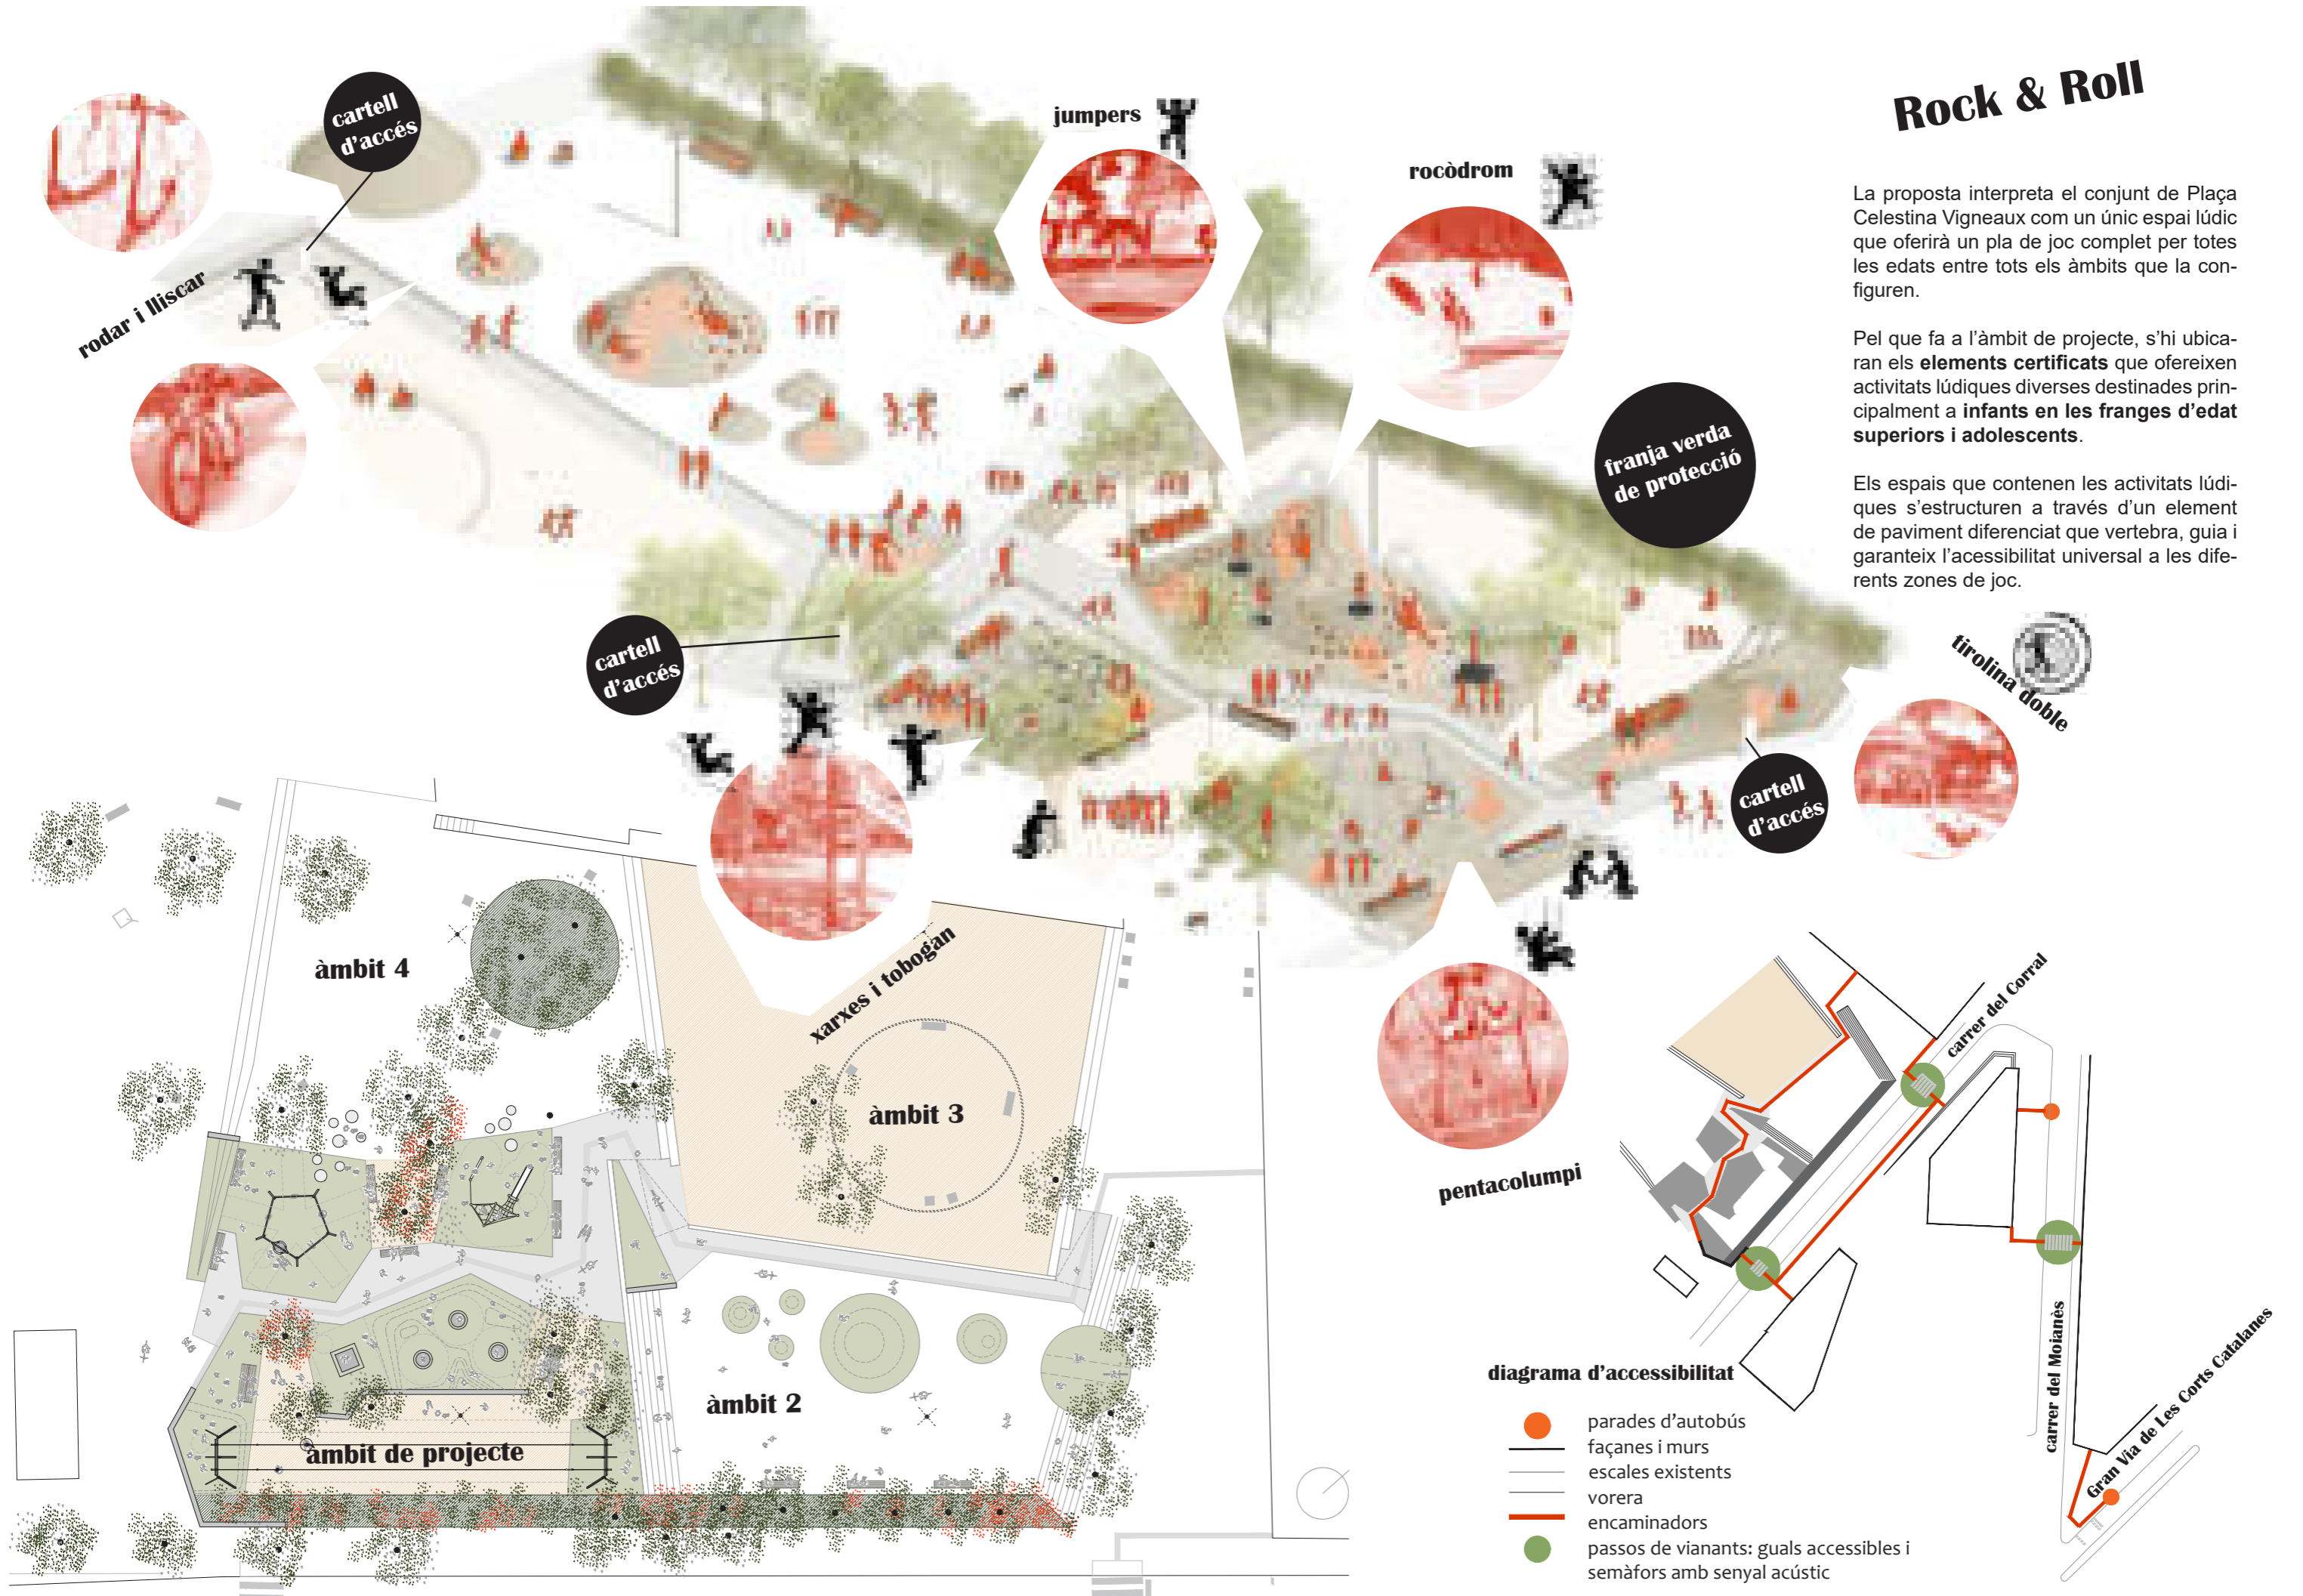 Rock & Roll
La proposta interpreta el conjunt de Plaça
Celestina Vigneaux com un únic espai lúdic
que oferirà un pla de joc complet per totes
les edats entre tots els àmbits que la con-
figuren.
Pel que fa a l'àmbit de projecte, s'hi ubica-
ran els elements certificats que ofereixen
activitats lúdiques diverses destinades prin-
cipalment a infants en les franges d'edat
superiors i adolescents.
Els espais que contenen les activitats lúdi-
ques s'estructuren a través d'un element
de paviment diferenciat que vertebra, guia i
garanteix l'acessibilitat universal a les dife-
rents zones de joc.
cartell
d'accés
jumpers
rocòdrom
rodar i lliscar
franja verda
de protecció
cartell
d'accés
tirolina doble
cartell
d'accés
xarxes i tobogan
pentacolumpi
àmbit 4
àmbit 3
àmbit 2
àmbit de projecte
carrer del Corral
carrer del Moianès
Gran Via de Les Corts Catalanes
diagrama d'accessibilitat
parades d'autobús
façanes i murs
escales existents
vorera
encaminadors
passos de vianants: guals accessibles i
semàfors amb senyal acústic